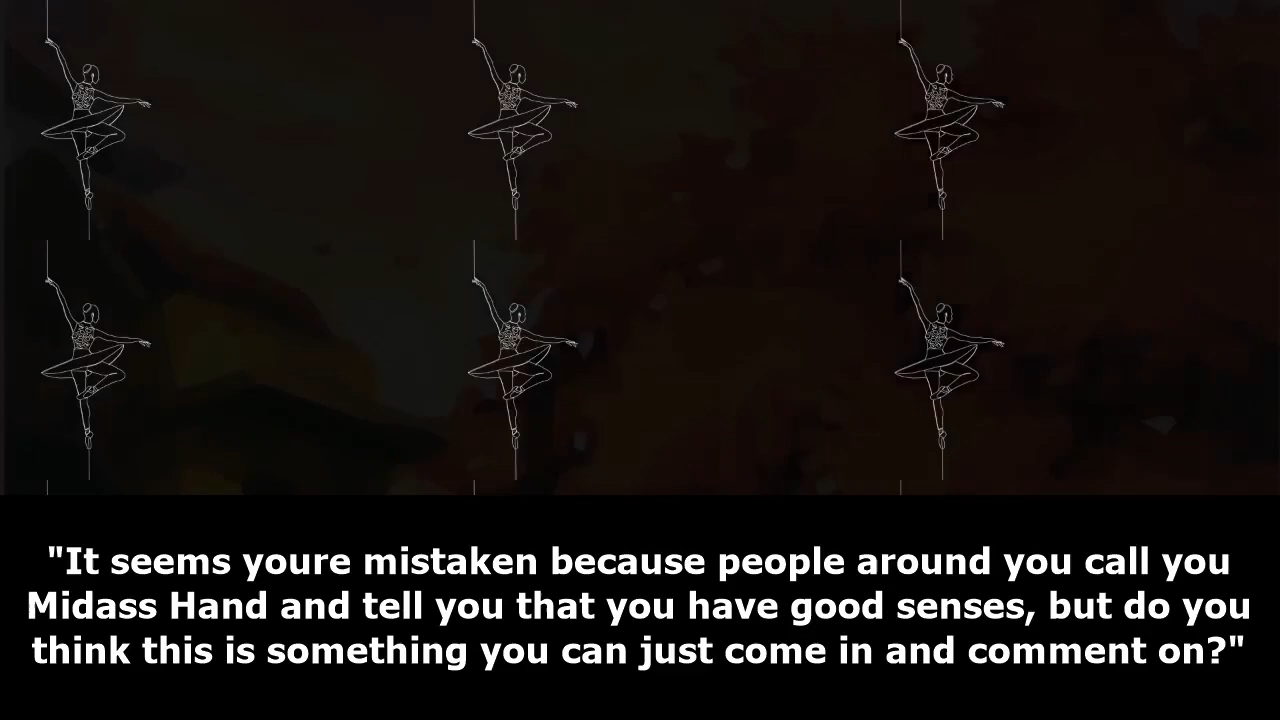 "It seems youre mistaken because people around you call you
Midass Hand and tell you that you have good senses, but do you
think this is something you can just come in and comment on?"